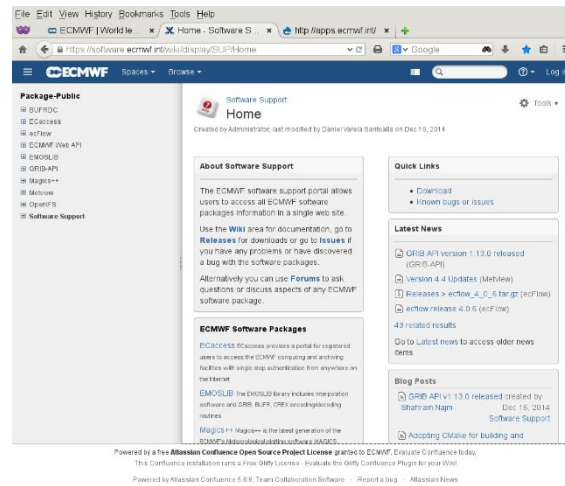 File Edit View History Bookmarks Tools Help
ECMWF | World le... × Home - Software S... × http://apps.ecmwf.int/ ×
https://software.ecmwf.int/wiki/display/SUP/Home Google
ECMWF Spaces Browse Log in
Package-Public
BUFRDC
ECaccess
ecFlow
ECMWF Web API
EMOSLIB
GRIB-API
Magics++
Metview
OpenIFS
Software Support
Software Support
Home
Tools
Created by Administrator, last modified by Daniel Varela Santoalla on Dec 16, 2014
About Software Support
The ECMWF software support portal allows
users to access all ECMWF software
packages information in a single web site.
Use the Wiki area for documentation, go to
Releases for downloads or go to Issues if
you have any problems or have discovered
a bug with the software packages.
Alternatively you can use Forums to ask
questions or discuss aspects of any ECMWF
software package.
ECMWF Software Packages
ECaccess ECaccess provides a portal for registered
users to access the ECMWF computing and archiving
facilities with single step authentication from anywhere on
the Internet
EMOSLIB The EMOSLIB library includes Interpolation
software and GRIB, BUFR, CREX encoding/decoding
routines
Magics++ Magics++ is the latest generation of the
ECMWF's Meteorological plotting software MAGICS.
Quick Links
• Download
• Known bugs or issues
Latest News
GRIB API version 1.13.0 released
(GRIB-API)
Version 4.4 Updates (Metview)
Releases > ecflow_4_0_6.tar.gz (ecFlow)
ecflow release 4.0.6 (ecFlow)
43 related results
Go to Latest news to access older news
items
Blog Posts
GRIB API v1.13.0 released created by
Shahram Najm Dec 16, 2014
Software Support
Adopting CMake for building and
Powered by a free Atlassian Confluence Open Source Project License granted to ECMWF. Evaluate Confluence today.
This Confluence installation runs a Free Gliffy License - Evaluate the Gliffy Confluence Plugin for your Wiki!
Powered by Atlassian Confluence 5.6.6, Team Collaboration Software · Report a bug · Atlassian News